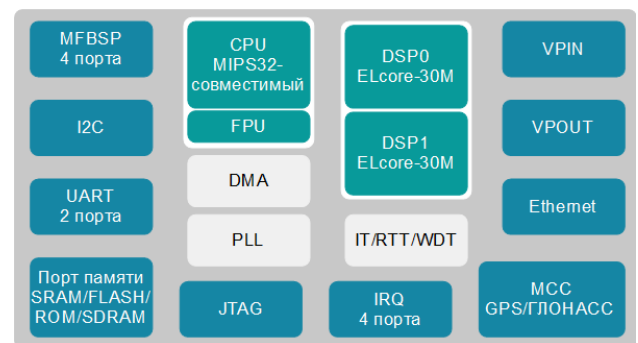 MFBSP
4 порта
CPU
MIPS32-
совместимый
FPU
DSP0
ELcore-30M
DSP1
ELcore-30M
VPIN
I2C
VPOUT
DMA
UART
2 порта
Ethernet
PLL
IT/RTT/WDT
Порт памяти
SRAM/FLASH/
ROM/SDRAM
JTAG
IRQ
4 порта
МСС
GPS/ГЛОНАСС